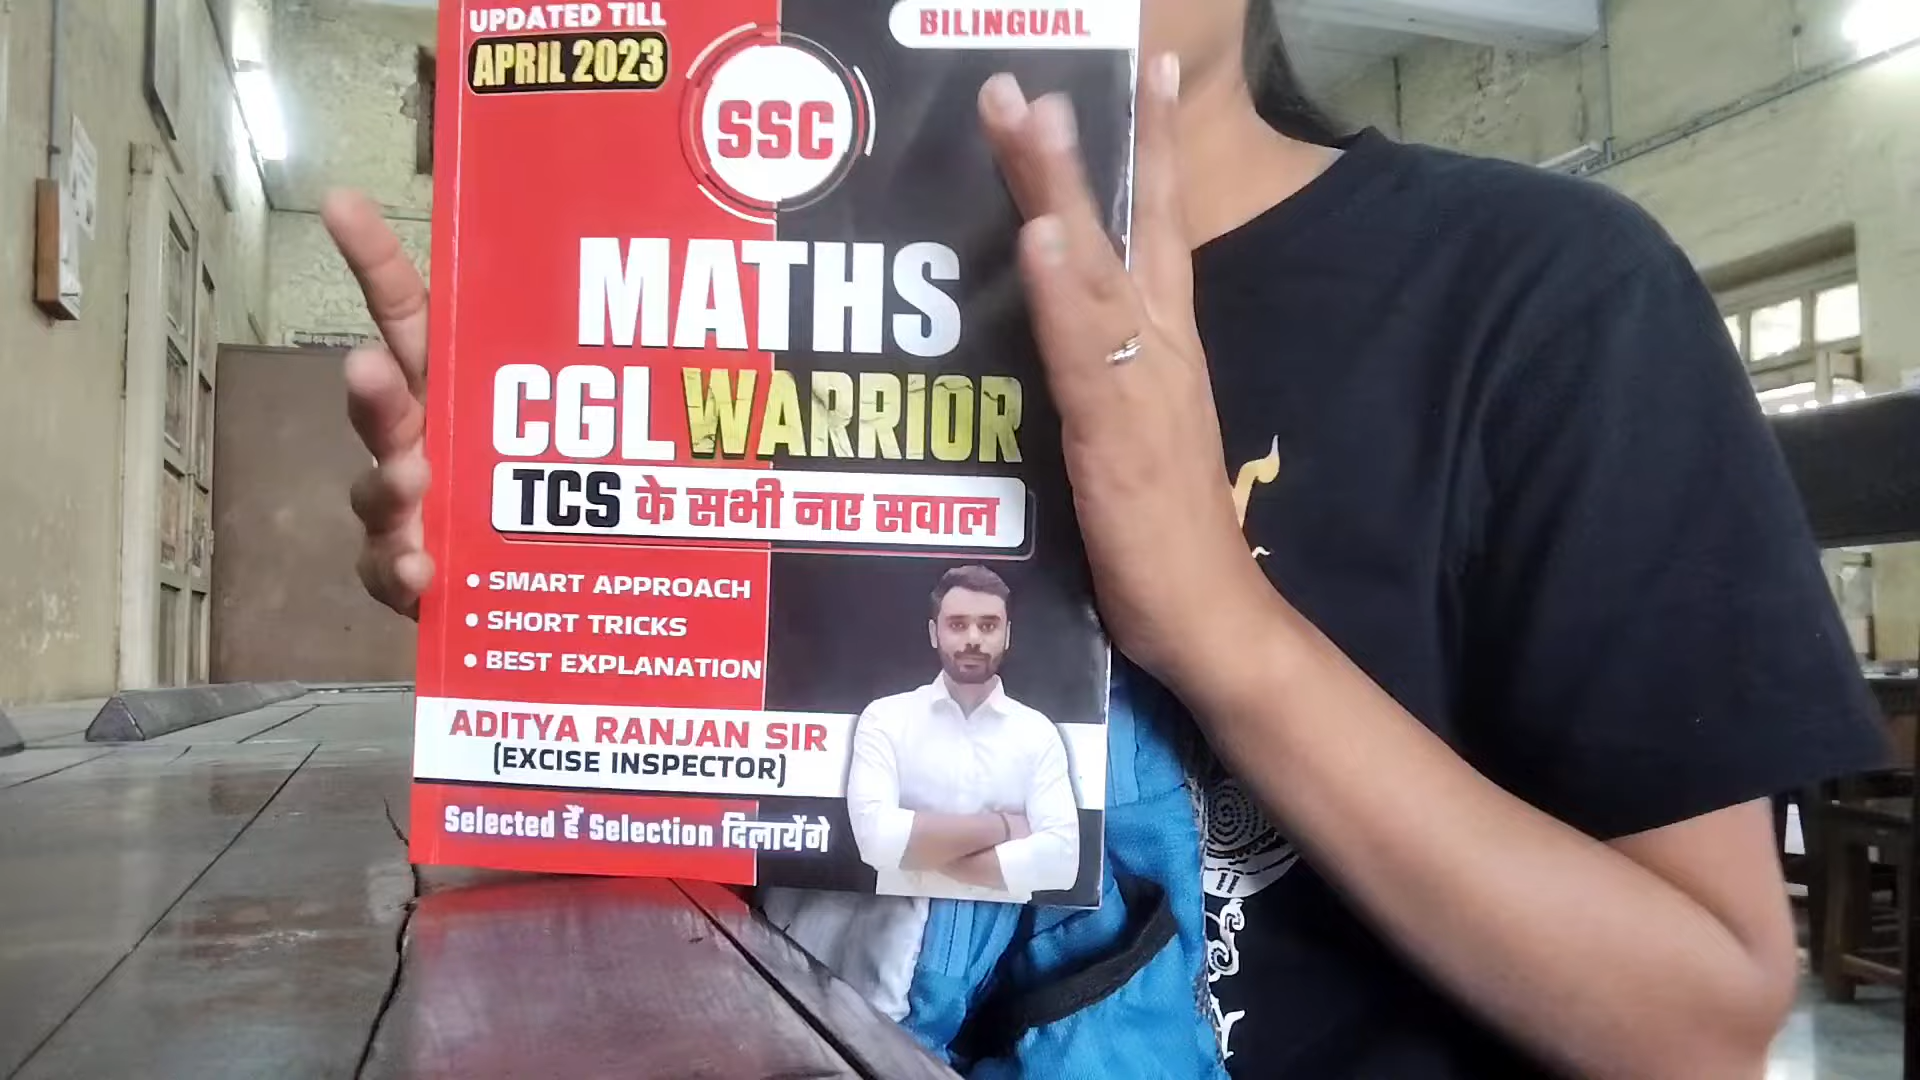 UPDATED TILL
APRIL 2023
BILINGUAL
SSC
MATHS
CGL WARRIOR
TCS के सभी नए सवाल
• SMART APPROACH
• SHORT TRICKS
• BEST EXPLANATION
ADITYA RANJAN SIR
(EXCISE INSPECTOR)
Selected हैं Selection दिलायेंगे